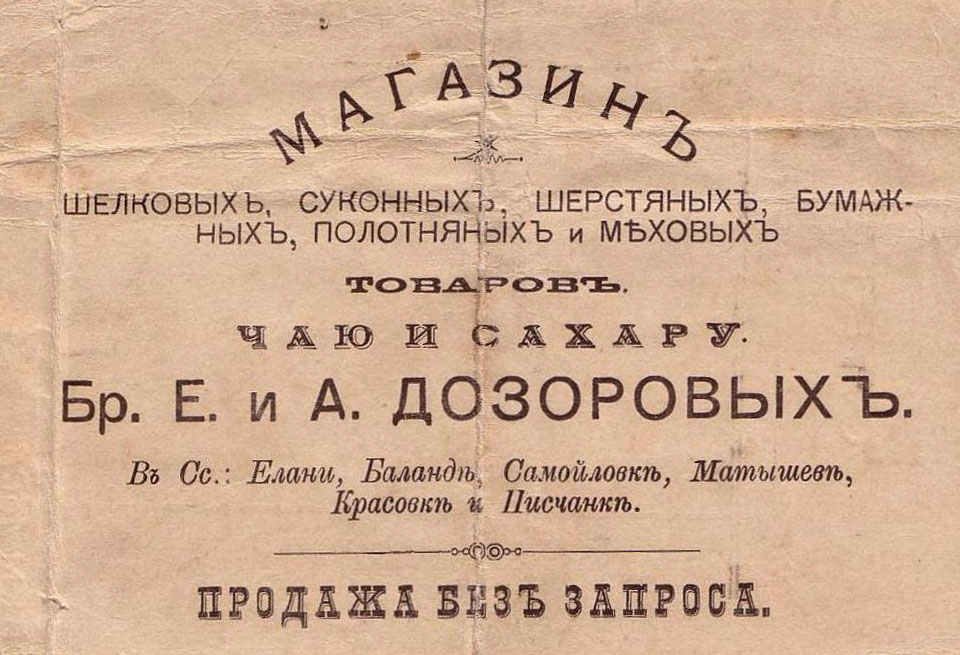 МАГАЗИНЪ
ШЕЛКОВЫХЪ, СУКОННЫХЪ, ШЕРСТЯНЫХЪ, БУМАЖ-
НЫХЪ, ПОЛОТНЯНЫХЪ и МѢХОВЫХЪ
ТОВАРОВЪ.
ЧАЮ И САХАРУ.
Бр. Е. и А. ДОЗОРОВЫХЪ.
Въ Сс.: Елани, Баландѣ, Самойловкѣ, Матышевѣ,
Красовкѣ и Писчанкѣ.
ПРОДАЖА БЕЗЪ ЗАПРОСА.